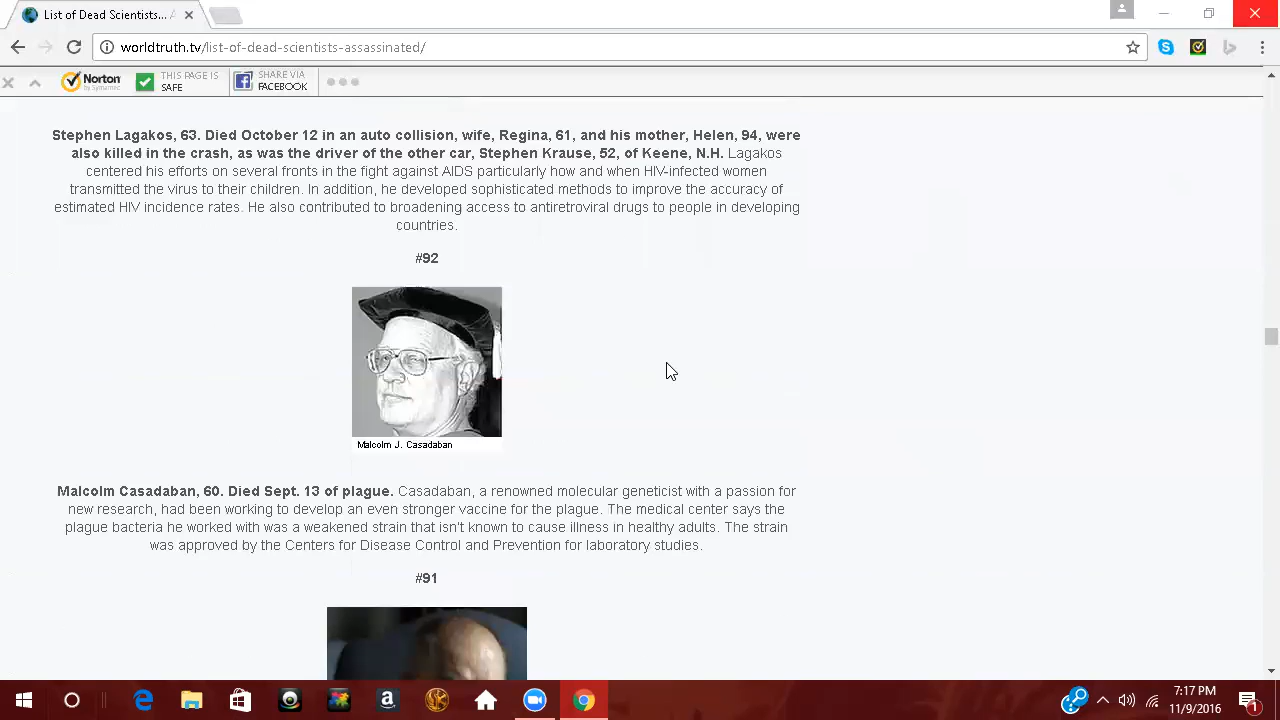 List of Dead Scientists... A
worldtruth.tv/list-of-dead-scientists-assassinated/
Norton
by Symantec
THIS PAGE IS
SAFE
SHARE VIA
FACEBOOK
Stephen Lagakos, 63. Died October 12 in an auto collision, wife, Regina, 61, and his mother, Helen, 94, were
also killed in the crash, as was the driver of the other car, Stephen Krause, 52, of Keene, N.H. Lagakos
centered his efforts on several fronts in the fight against AIDS particularly how and when HIV-infected women
transmitted the virus to their children. In addition, he developed sophisticated methods to improve the accuracy of
estimated HIV incidence rates. He also contributed to broadening access to antiretroviral drugs to people in developing
countries.
#92
Malcolm J. Casadaban
Malcolm Casadaban, 60. Died Sept. 13 of plague. Casadaban, a renowned molecular geneticist with a passion for
new research, had been working to develop an even stronger vaccine for the plague. The medical center says the
plague bacteria he worked with was a weakened strain that isn't known to cause illness in healthy adults. The strain
was approved by the Centers for Disease Control and Prevention for laboratory studies.
#91
7:17 PM
11/9/2016
1